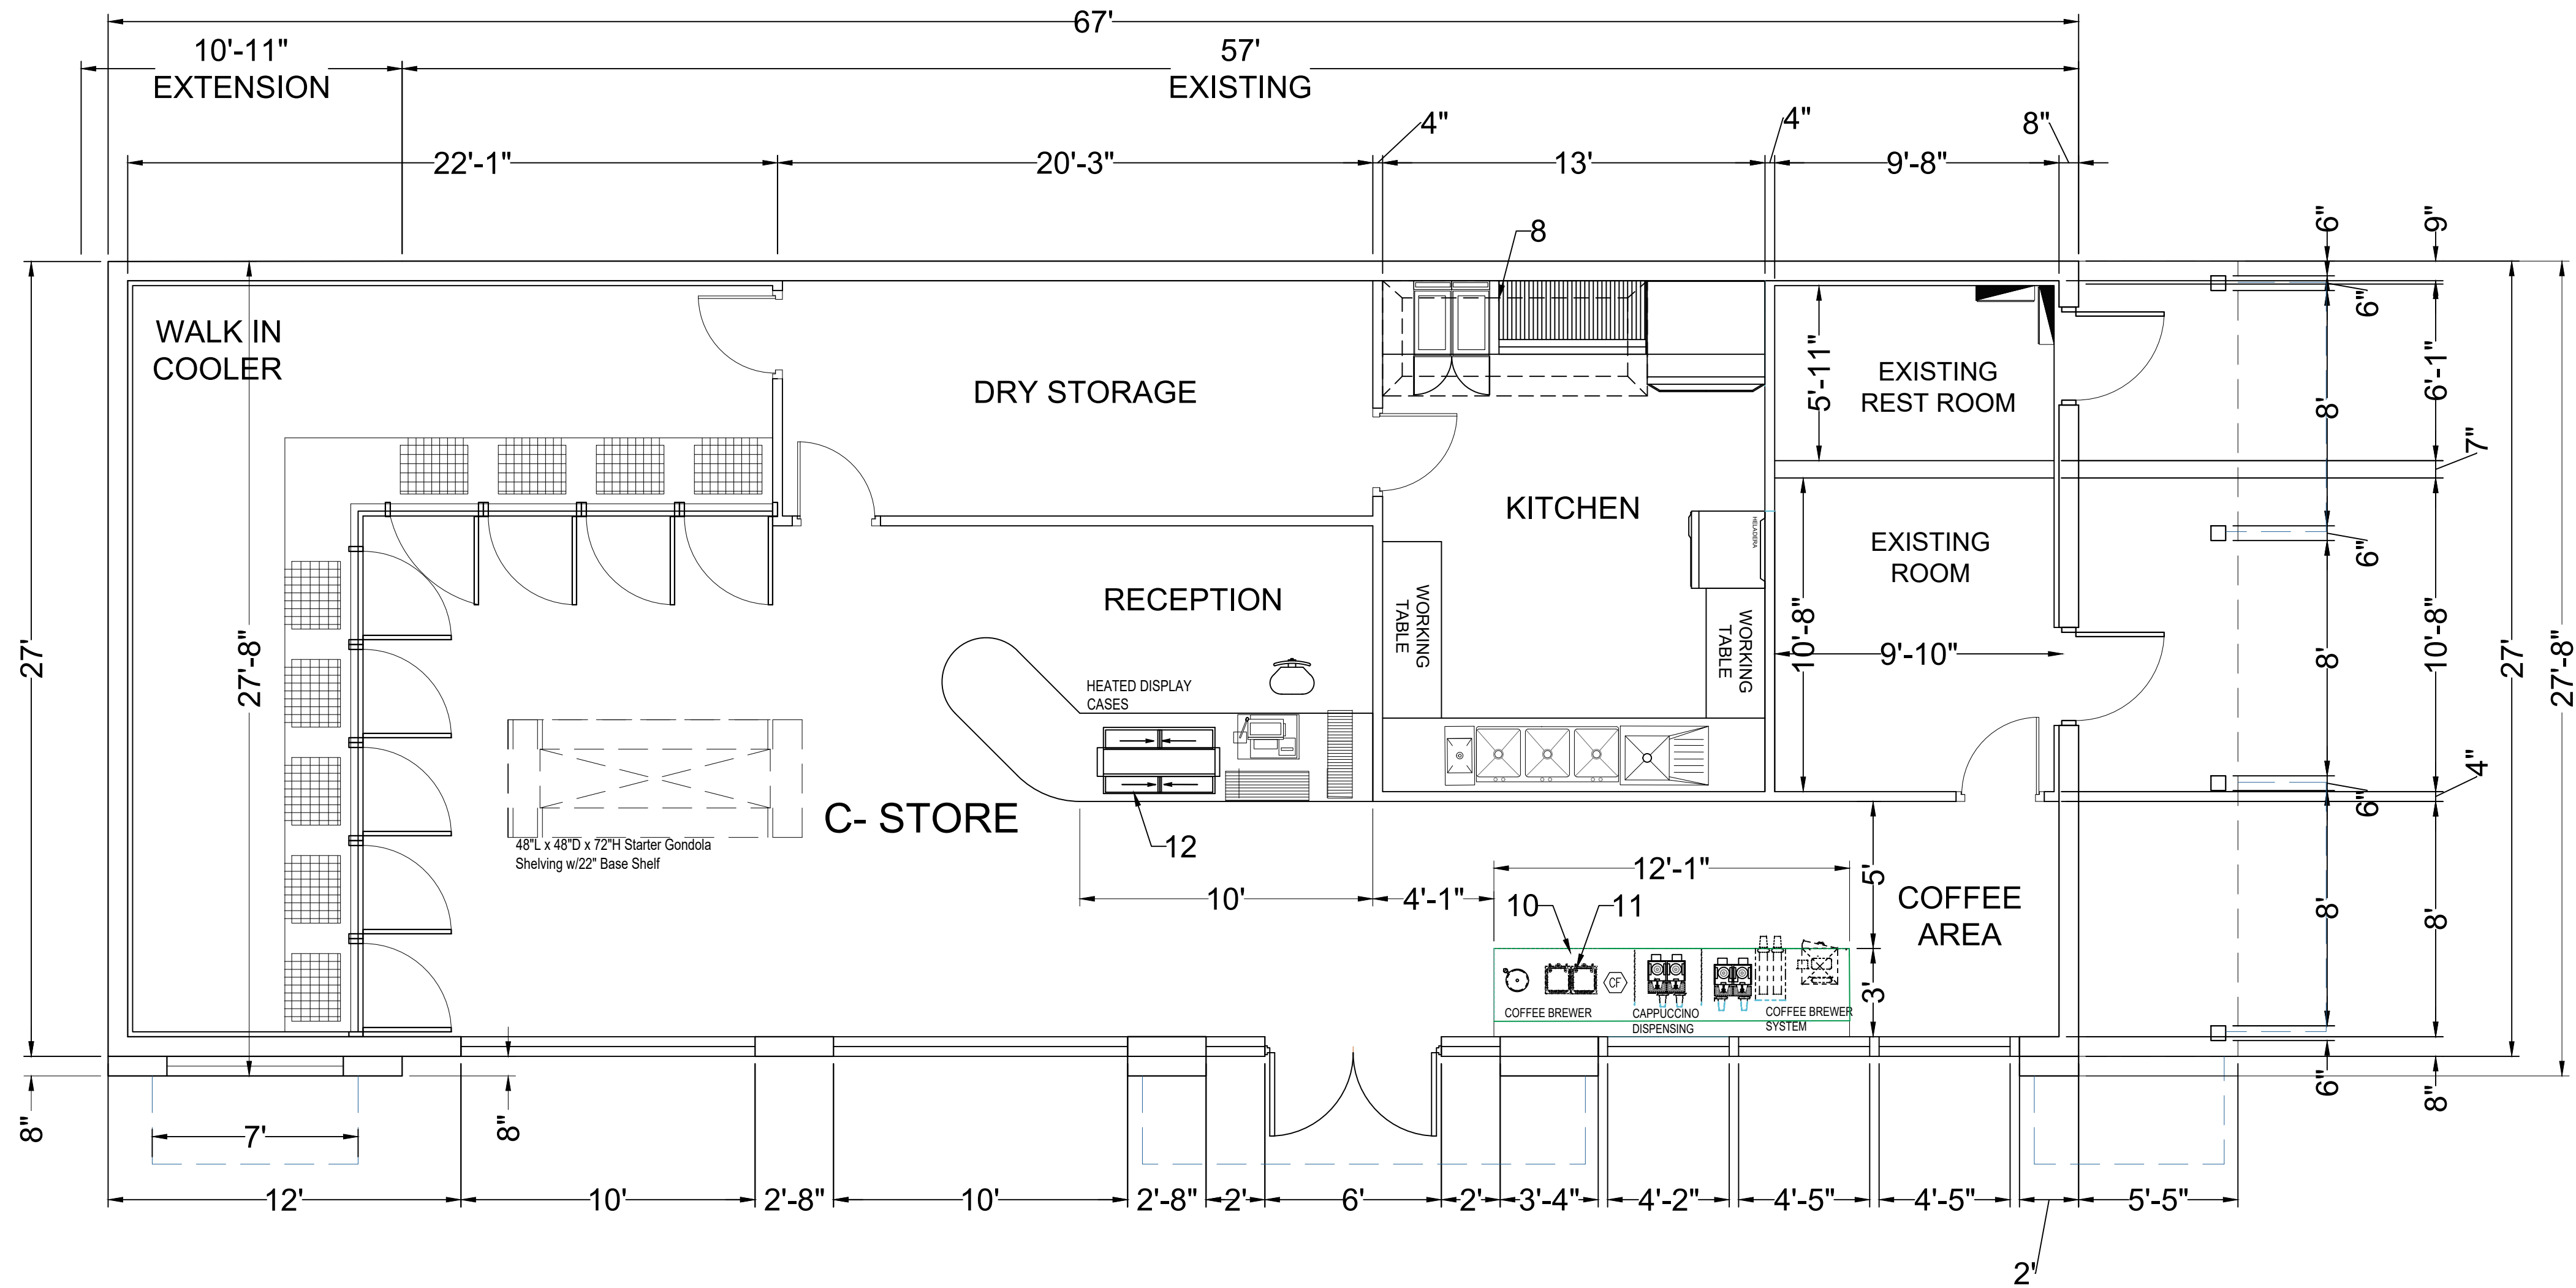 67'
10'-11"
EXTENSION
57'
EXISTING
4"
4"
8"
22'-1"
20'-3"
13'
9'-8"
8
6"
9"
WALK IN
COOLER
DRY STORAGE
5'-11"
EXISTING
REST ROOM
6"
8'
6'-1"
7"
KITCHEN
HELADERA
EXISTING
ROOM
6"
RECEPTION
WORKING
TABLE
WORKING
TABLE
10'-8"
9'-10"
27'
27'-8"
8'
10'-8"
27'
27'-8"
HEATED DISPLAY
CASES
4"
6"
C- STORE
48"L x 48"D x 72"H Starter Gondola
Shelving w/22" Base Shelf
12
12'-1"
5'
10'
4'-1"
10
11
COFFEE
AREA
8'
8'
CF
3'
COFFEE BREWER
CAPPUCCINO
DISPENSING
COFFEE BREWER
SYSTEM
6"
8"
8"
7'
8"
12'
10'
2'-8"
10'
2'-8"
2'
6'
2'
3'-4"
4'-2"
4'-5"
4'-5"
5'-5"
2'